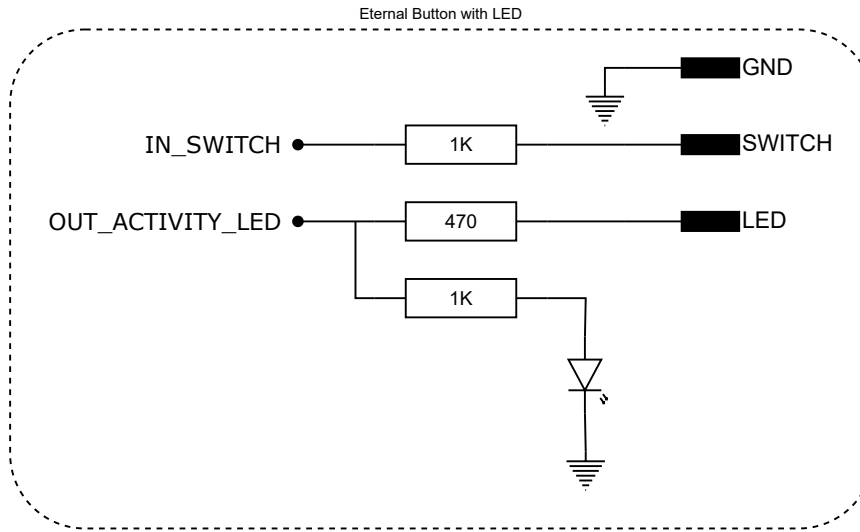 Eternal Button with LED
GND
IN_SWITCH 1K SWITCH
OUT_ACTIVITY_LED 470 LED
1K